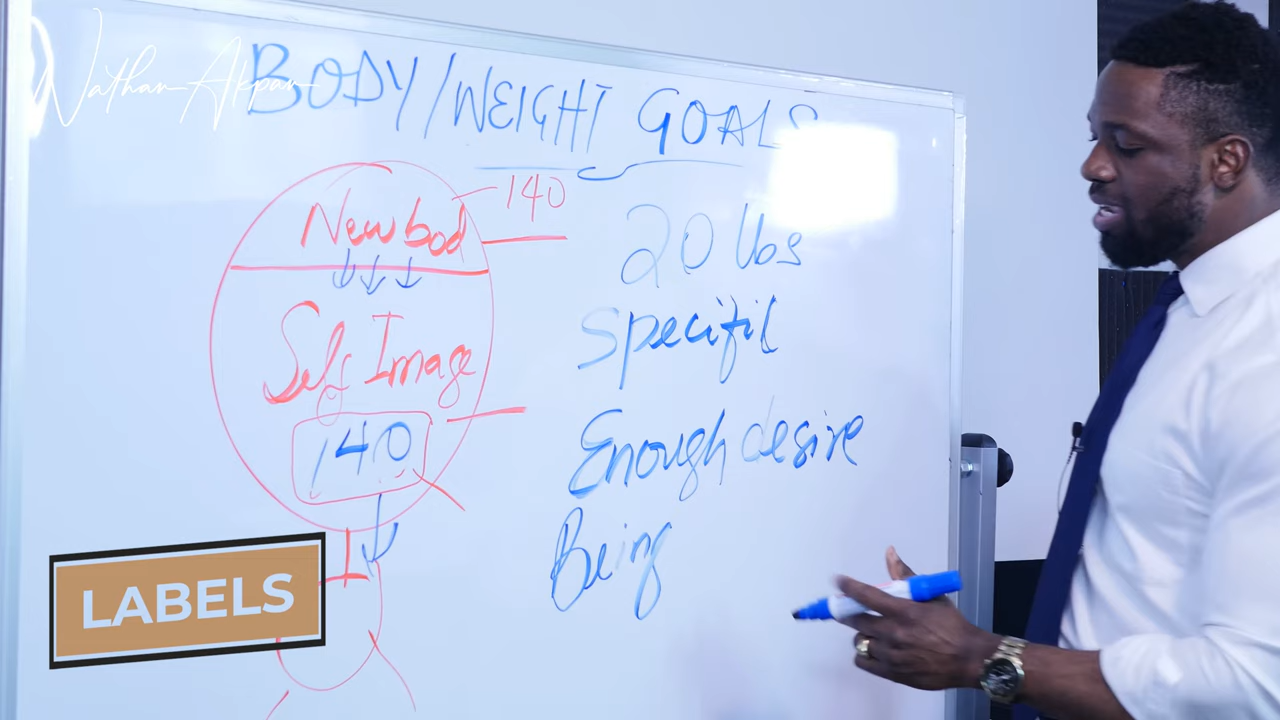 Nathan Akpan
BODY/WEIGHT GOALS
New bod
140
Self Image
140
20 lbs
Specific
Enough desire
Being
LABELS